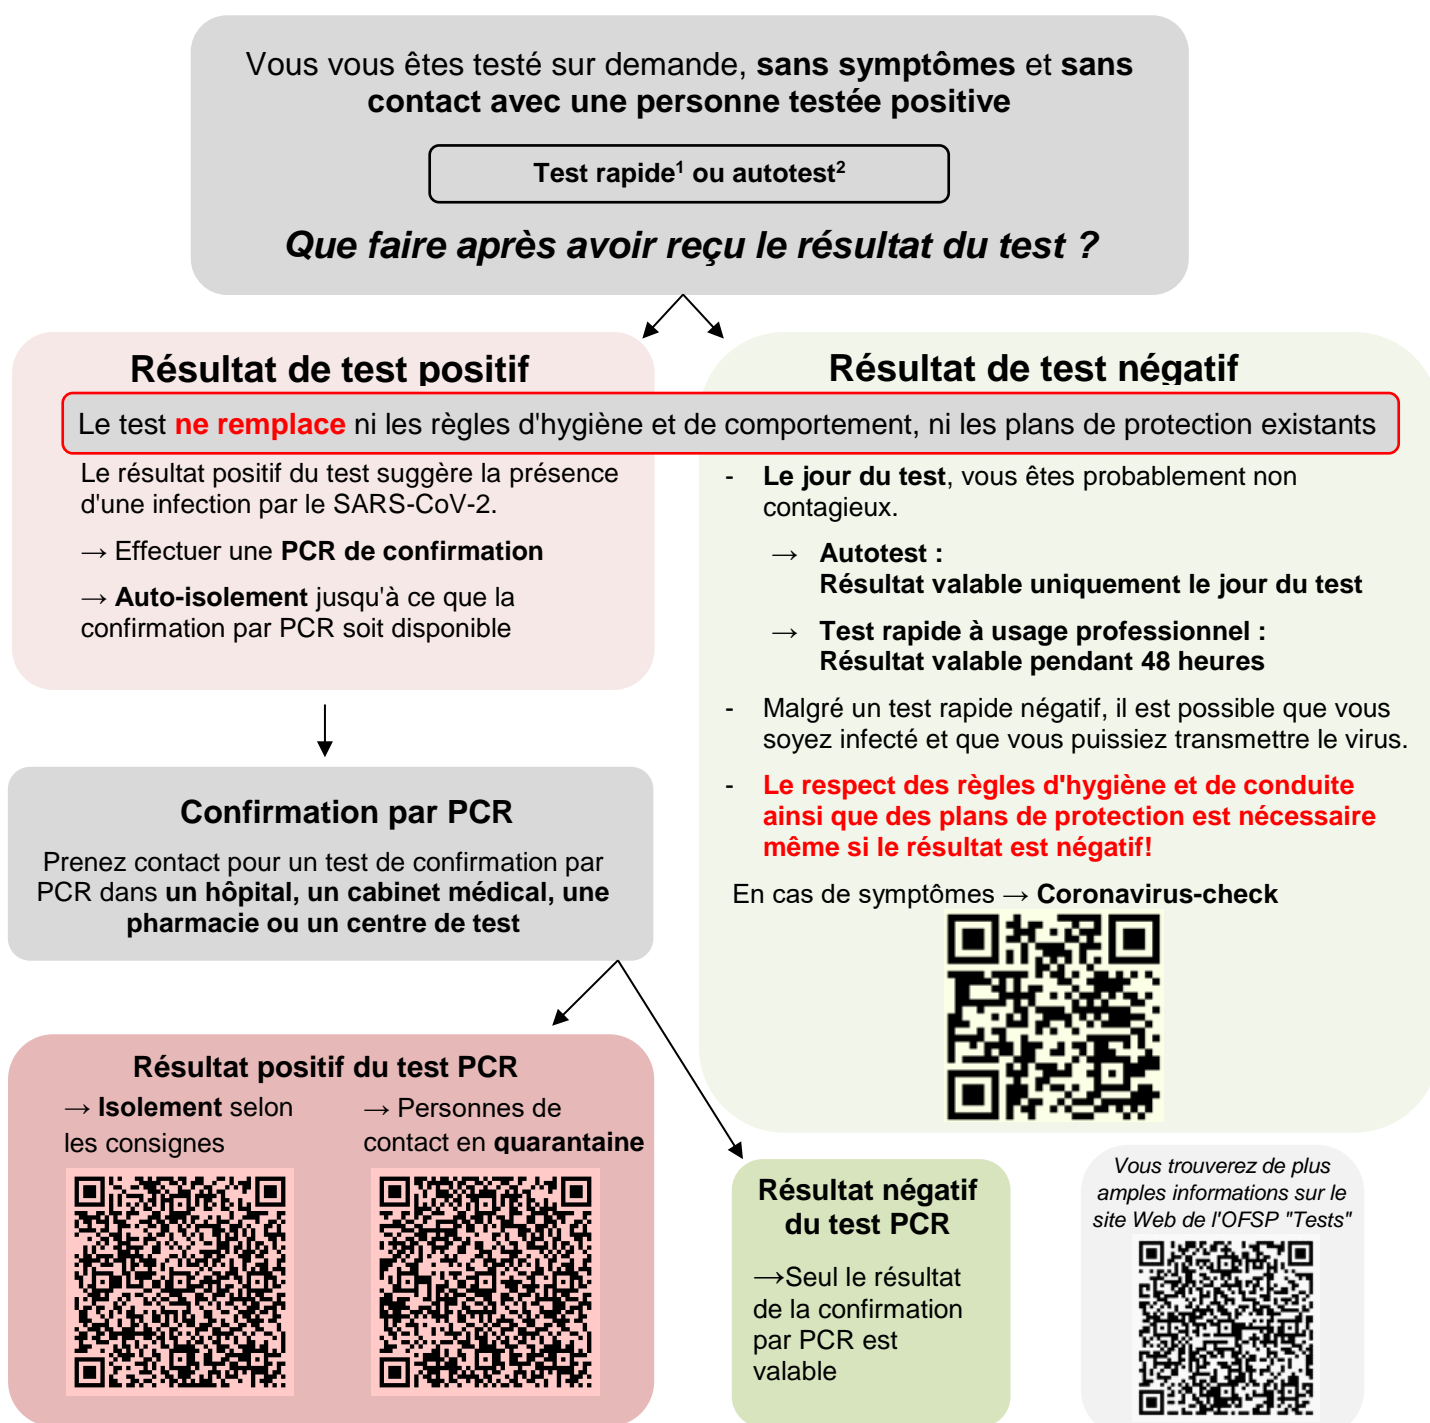 Vous vous êtes testé sur demande, sans symptômes et sans
contact avec une personne testée positive
Test rapide¹ ou autotest²
Que faire après avoir reçu le résultat du test ?
Résultat de test positif
Résultat de test négatif
Le test ne remplace ni les règles d'hygiène et de comportement, ni les plans de protection existants
Le résultat positif du test suggère la présence
d'une infection par le SARS-CoV-2.
→ Effectuer une PCR de confirmation
→ Auto-isolement jusqu'à ce que la
confirmation par PCR soit disponible
- Le jour du test, vous êtes probablement non
contagieux.
→ Autotest :
Résultat valable uniquement le jour du test
→ Test rapide à usage professionnel :
Résultat valable pendant 48 heures
- Malgré un test rapide négatif, il est possible que vous
soyez infecté et que vous puissiez transmettre le virus.
- Le respect des règles d'hygiène et de conduite
ainsi que des plans de protection est nécessaire
même si le résultat est négatif!
En cas de symptômes → Coronavirus-check
Confirmation par PCR
Prenez contact pour un test de confirmation par
PCR dans un hôpital, un cabinet médical, une
pharmacie ou un centre de test
Résultat positif du test PCR
→ Isolement selon
les consignes
→ Personnes de
contact en quarantaine
Résultat négatif
du test PCR
→Seul le résultat
de la confirmation
par PCR est
valable
Vous trouverez de plus
amples informations sur le
site Web de l'OFSP "Tests"